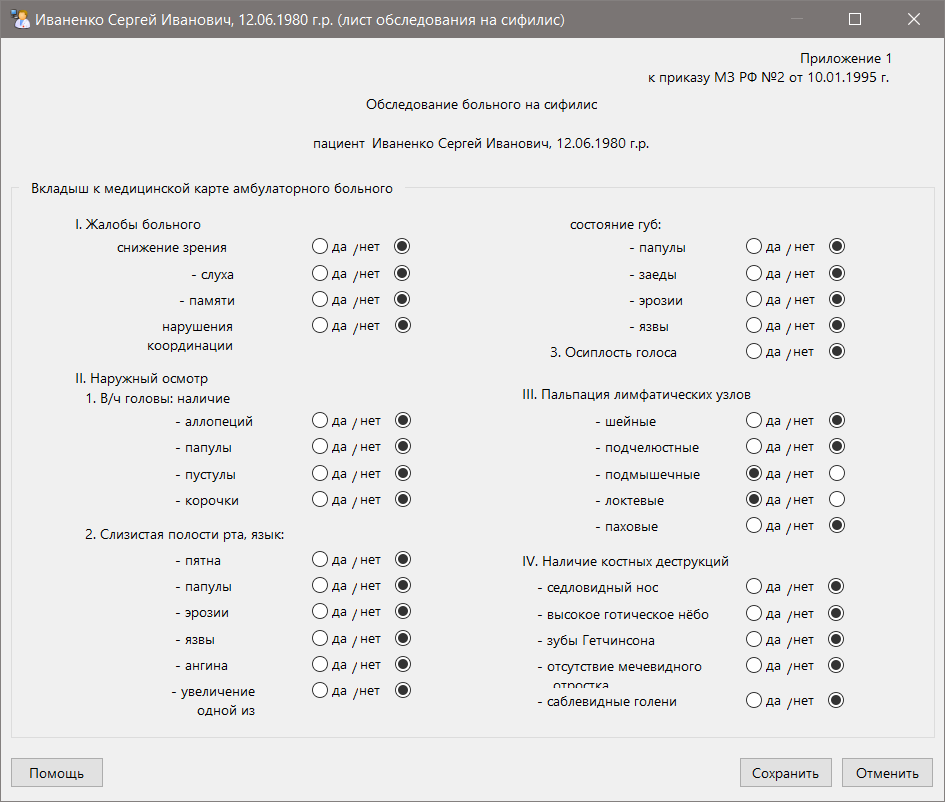 Иваненко Сергей Иванович, 12.06.1980 г.р. (лист обследования на сифилис)
Приложение 1
к приказу МЗ РФ №2 от 10.01.1995 г.
Обследование больного на сифилис
пациент Иваненко Сергей Иванович, 12.06.1980 г.р.
Вкладыш к медицинской карте амбулаторного больного
I. Жалобы больного
снижение зрения да /нет
- слуха да /нет
- памяти да /нет
нарушения да /нет
координации
II. Наружный осмотр
1. В/ч головы: наличие
- аллопеций да /нет
- папулы да /нет
- пустулы да /нет
- корочки да /нет
2. Слизистая полости рта, язык:
- пятна да /нет
- папулы да /нет
- эрозии да /нет
- язвы да /нет
- ангина да /нет
- увеличение да /нет
одной из
состояние губ:
- папулы да /нет
- заеды да /нет
- эрозии да /нет
- язвы да /нет
3. Осиплость голоса да /нет
III. Пальпация лимфатических узлов
- шейные да /нет
- подчелюстные да /нет
- подмышечные да /нет
- локтевые да /нет
- паховые да /нет
IV. Наличие костных деструкций
- седловидный нос да /нет
- высокое готическое нёбо да /нет
- зубы Гетчинсона да /нет
- отсутствие мечевидного да /нет
отростка
- саблевидные голени да /нет
Помощь
Сохранить
Отменить